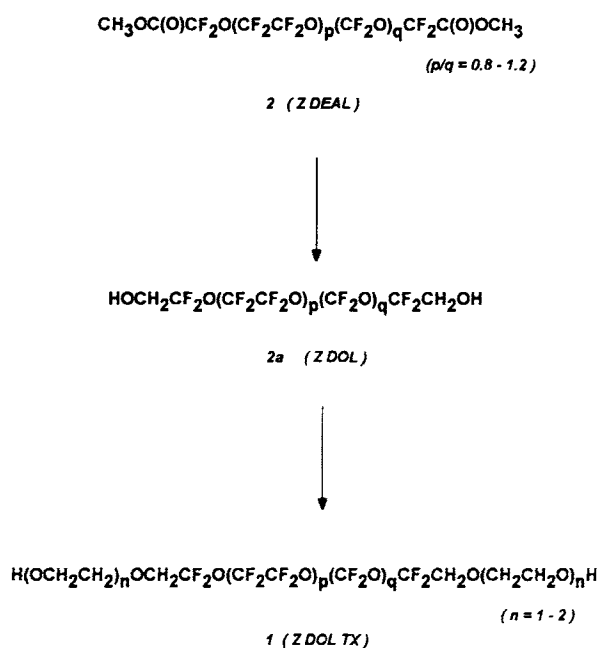 CH3OC(O)CF2O(CF2CF2O)p(CF2O)qCF2C(O)OCH3
(p/q = 0.8 - 1.2 )
2 ( Z DEAL )
HOCH2CF2O(CF2CF2O)p(CF2O)qCF2CH2OH
2a ( Z DOL )
H(OCH2CH2)nOCH2CF2O(CF2CF2O)p(CF2O)qCF2CH2O(CH2CH2O)nH
( n = 1 - 2 )
1 ( Z DOL TX )